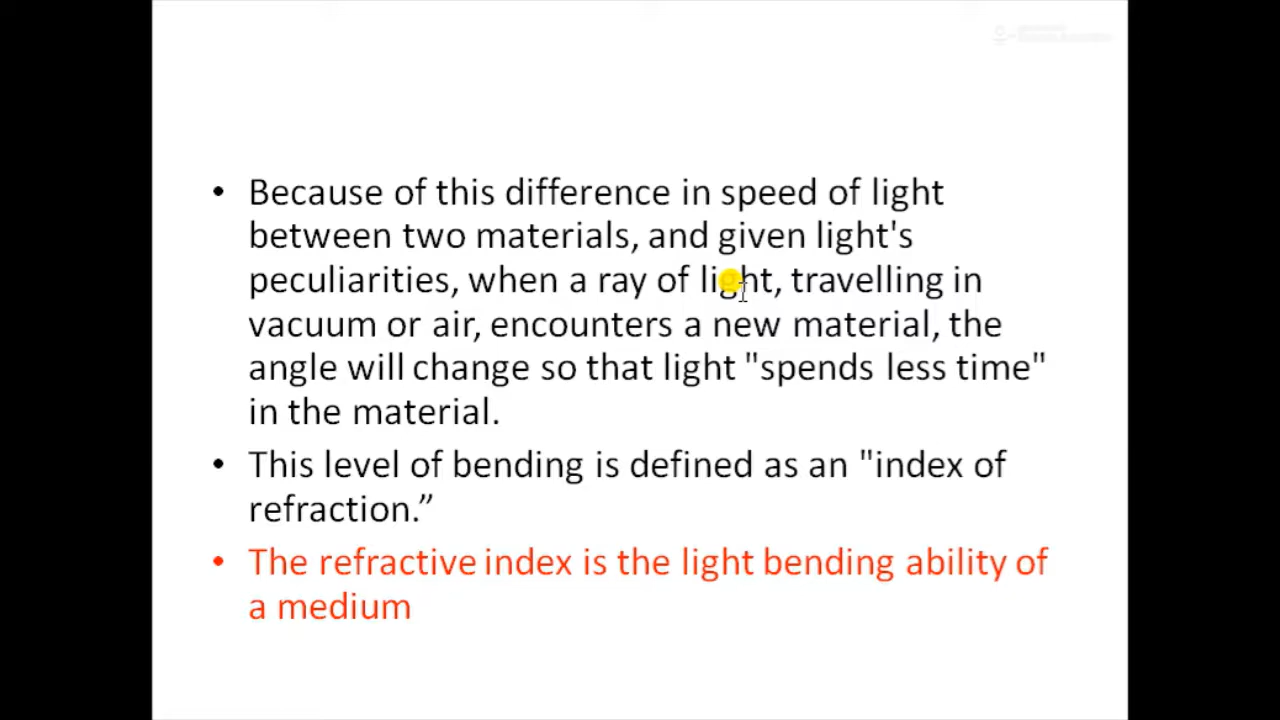 • Because of this difference in speed of light
between two materials, and given light's
peculiarities, when a ray of light, travelling in
vacuum or air, encounters a new material, the
angle will change so that light "spends less time"
in the material.
• This level of bending is defined as an "index of
refraction.”
• The refractive index is the light bending ability of
a medium